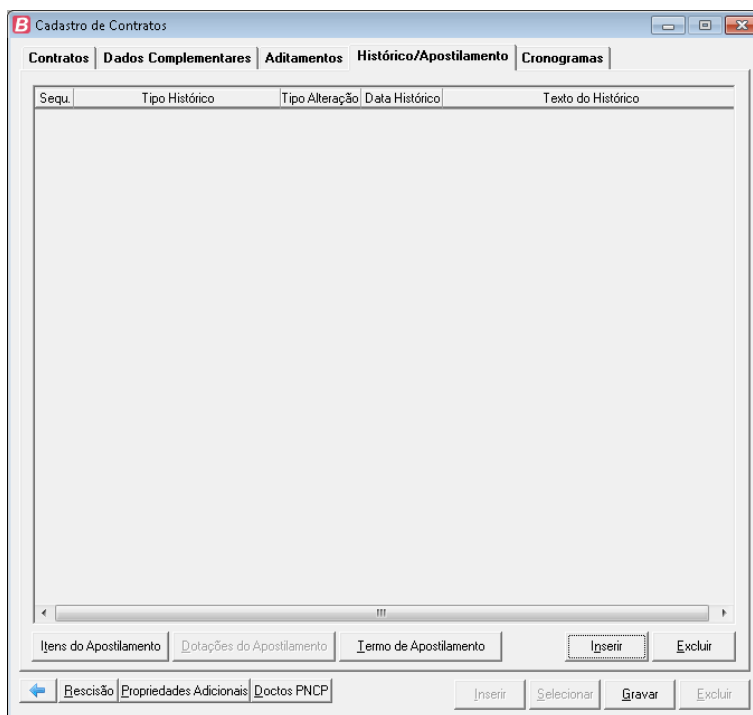 B Cadastro de Contratos
Contratos Dados Complementares Aditamentos Histórico/Apostilamento Cronogramas
Sequ. Tipo Histórico Tipo Alteração Data Histórico Texto do Histórico
Itens do Apostilamento Dotações do Apostilamento Termo de Apostilamento Inserir Excluir
Rescisão Propriedades Adicionais Doctos PNCP Inserir Selecionar Gravar Excluir